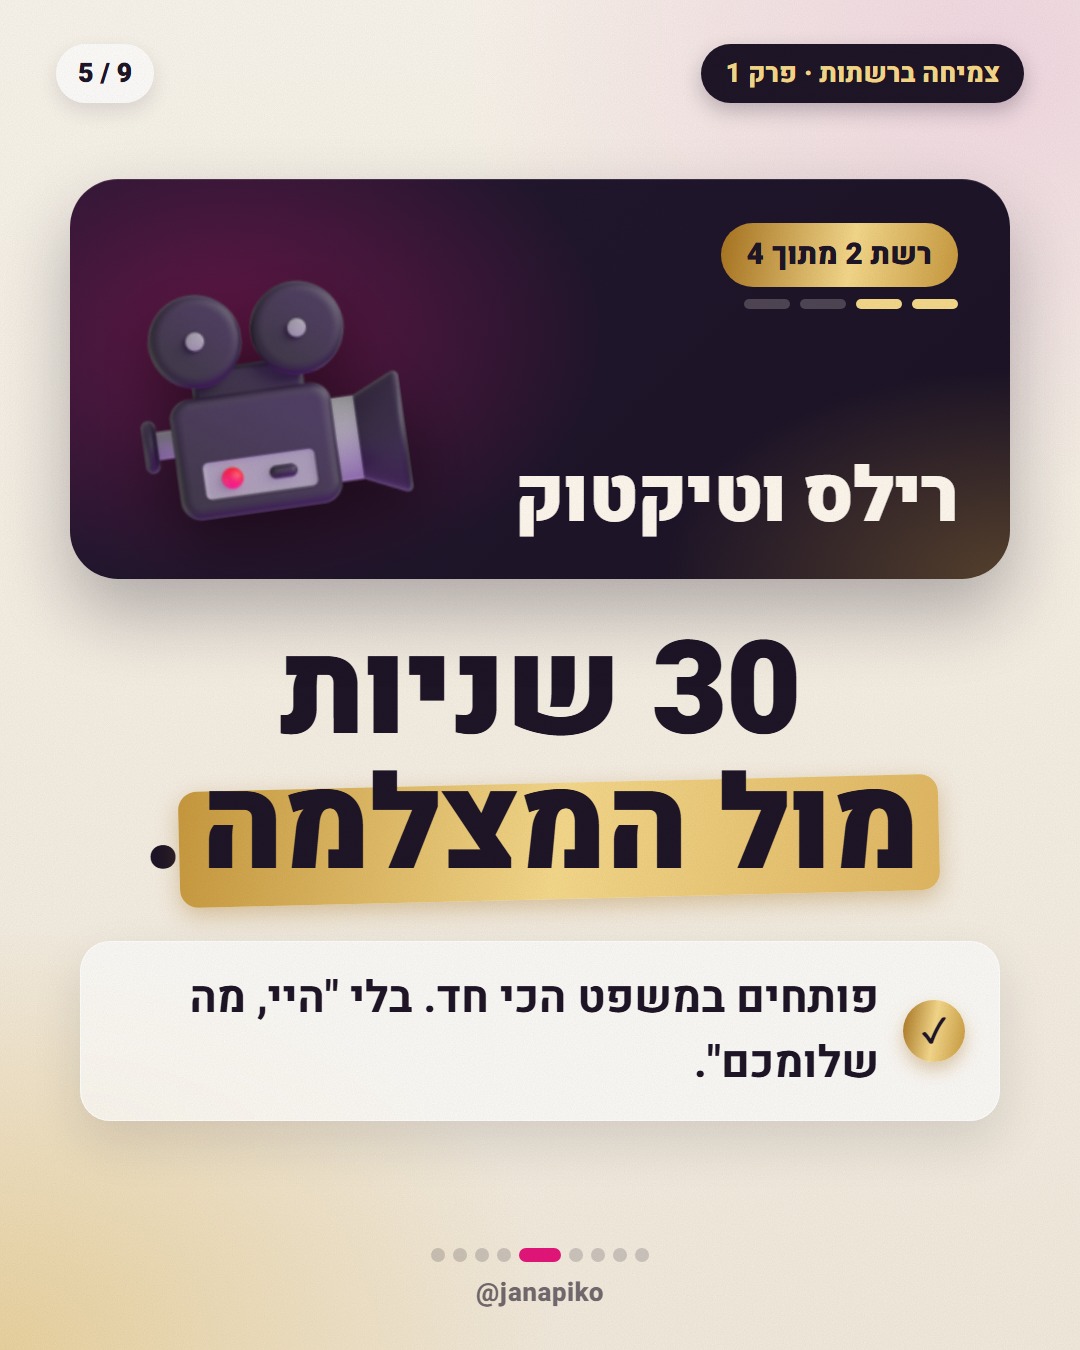 צמיחה ברשתות · פרק 1
5 / 9
רשת 2 מתוך 4
רילס וטיקטוק
30 שניות
מול המצלמה.
פותחים במשפט הכי חד. בלי "היי, מה
שלומכם".
@janapiko